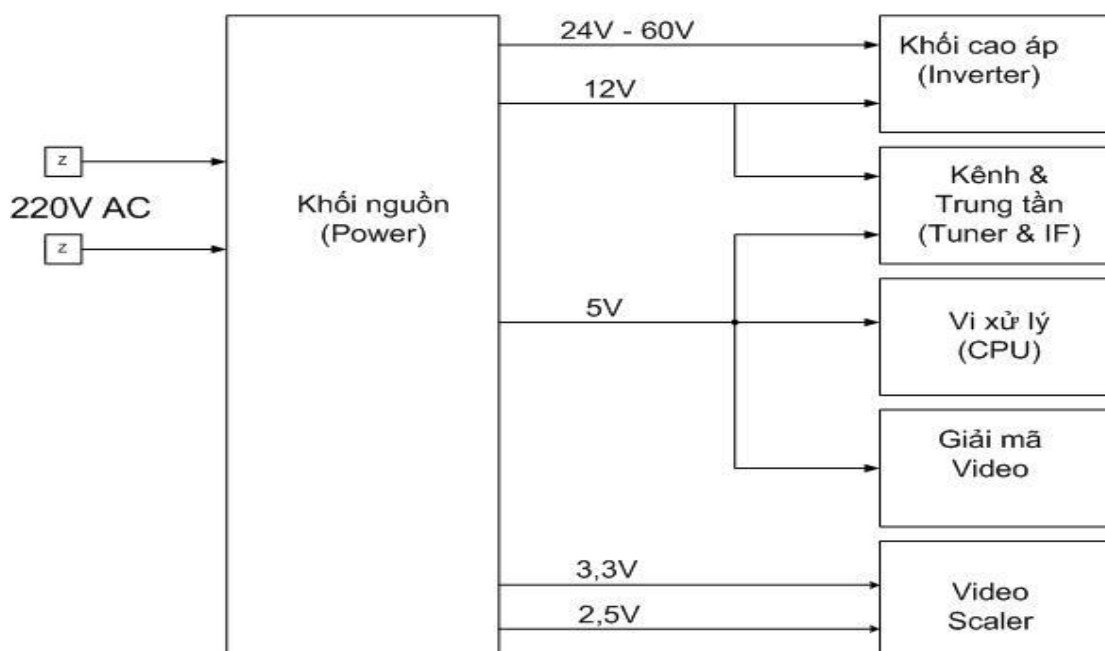 24V - 60V
Khối cao áp
(Inverter)
12V
z
220V AC
z
Khối nguồn
(Power)
Kênh &
Trung tần
(Tuner & IF)
5V
Vi xử lý
(CPU)
Giải mã
Video
3,3V
2,5V
Video
Scaler